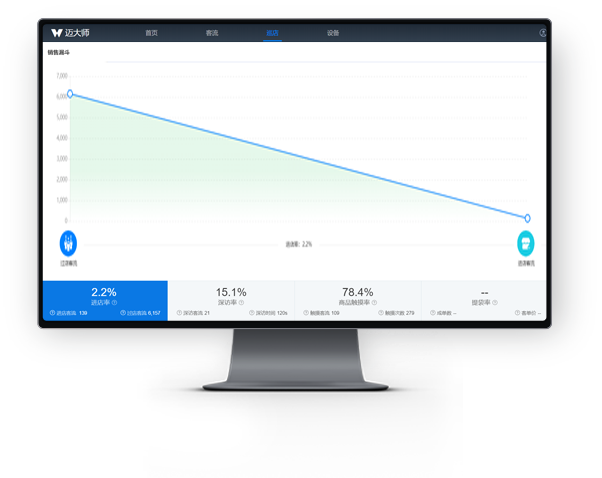 迈大师
首页 客流 巡店 设备
销售漏斗
7,000
6,000
5,000
4,000
3,000
2,000
1,000
0
进店率: 2.2%
过店客流 进店客流
2.2% 15.1% 78.4% --
进店率 深访率 商品触摸率 提袋率
进店客流 139 过店客流 6,157 深访客流 21 深访时间 120s 触摸客流 109 触摸次数 279 成单数 -- 客单价 --